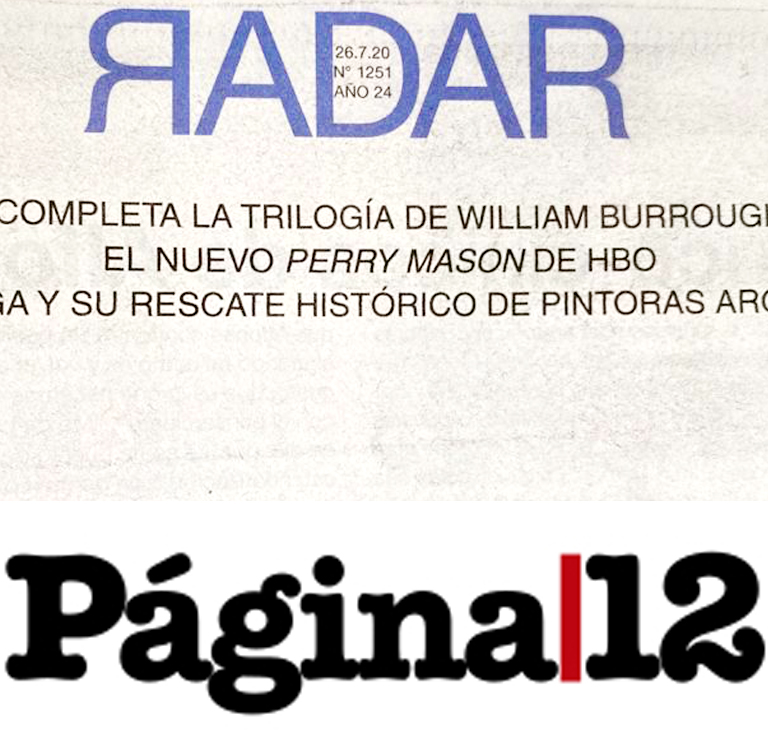 RADAR
26.7.20
N° 1251
AÑO 24
COMPLETA LA TRILOGÍA DE WILLIAM
EL NUEVO PERRY MASON DE HBO
Y SU RESCATE HISTÓRICO DE PINTORAS
Página|12